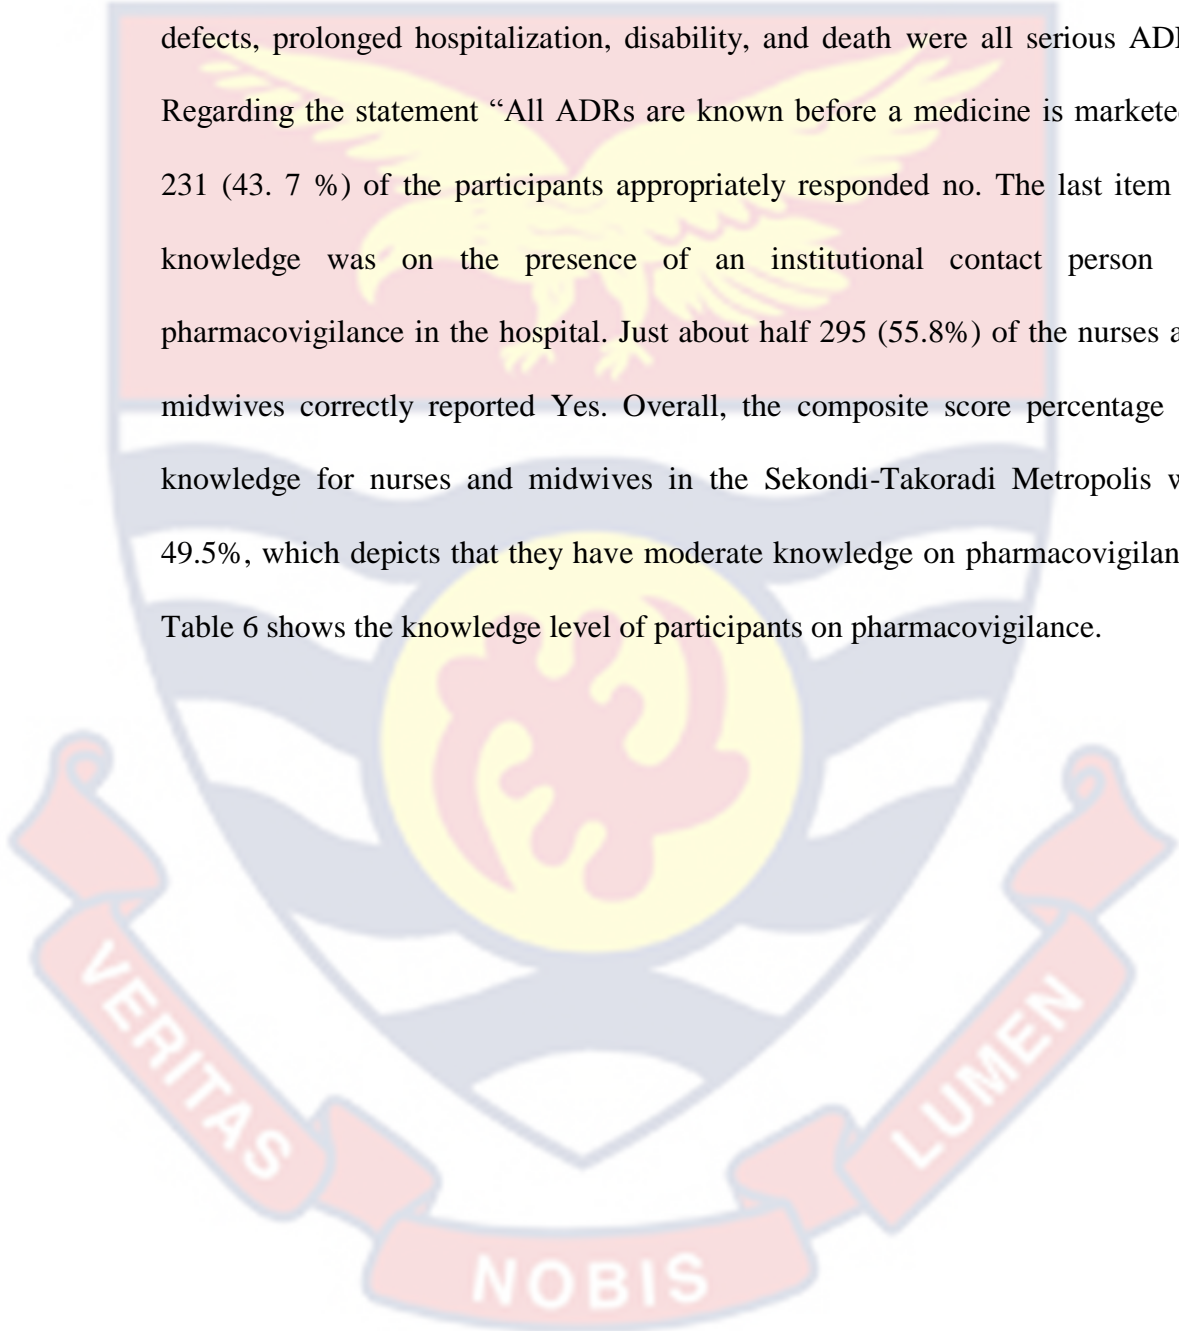 defects, prolonged hospitalization, disability, and death were all serious
Regarding the statement “All ADRs are known before a medicine is
231 (43. 7 %) of the participants appropriately responded no. The last item
knowledge was on the presence of an institutional contact person
pharmacovigilance in the hospital. Just about half 295 (55.8%) of the nurses
midwives correctly reported Yes. Overall, the composite score percentage
knowledge for nurses and midwives in the Sekondi-Takoradi Metropolis
49.5%, which depicts that they have moderate knowledge on
Table 6 shows the knowledge level of participants on pharmacovigilance.
VERITAS
NOBIS
LUMEN